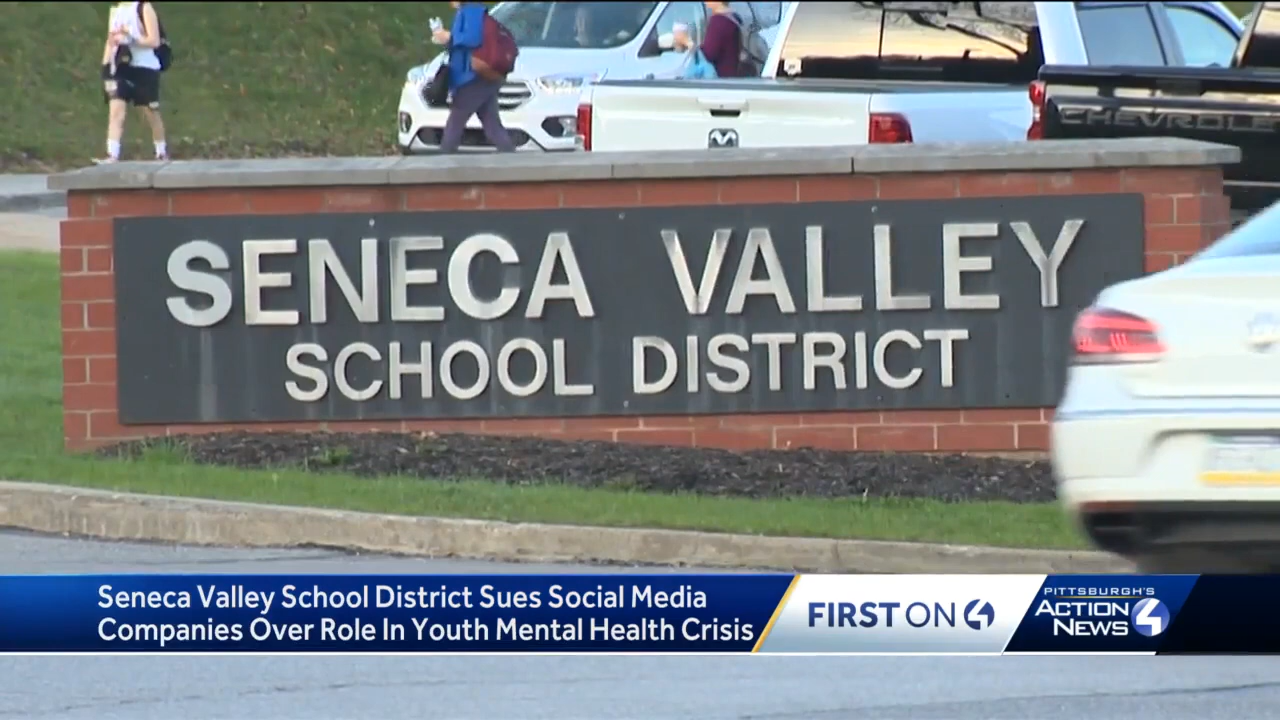 CHEVROLET
SENECA VALLEY
SCHOOL DISTRICT
Seneca Valley School District Sues Social Media
Companies Over Role In Youth Mental Health Crisis
FIRST ON 4
PITTSBURGH'S
ACTION
NEWS 4